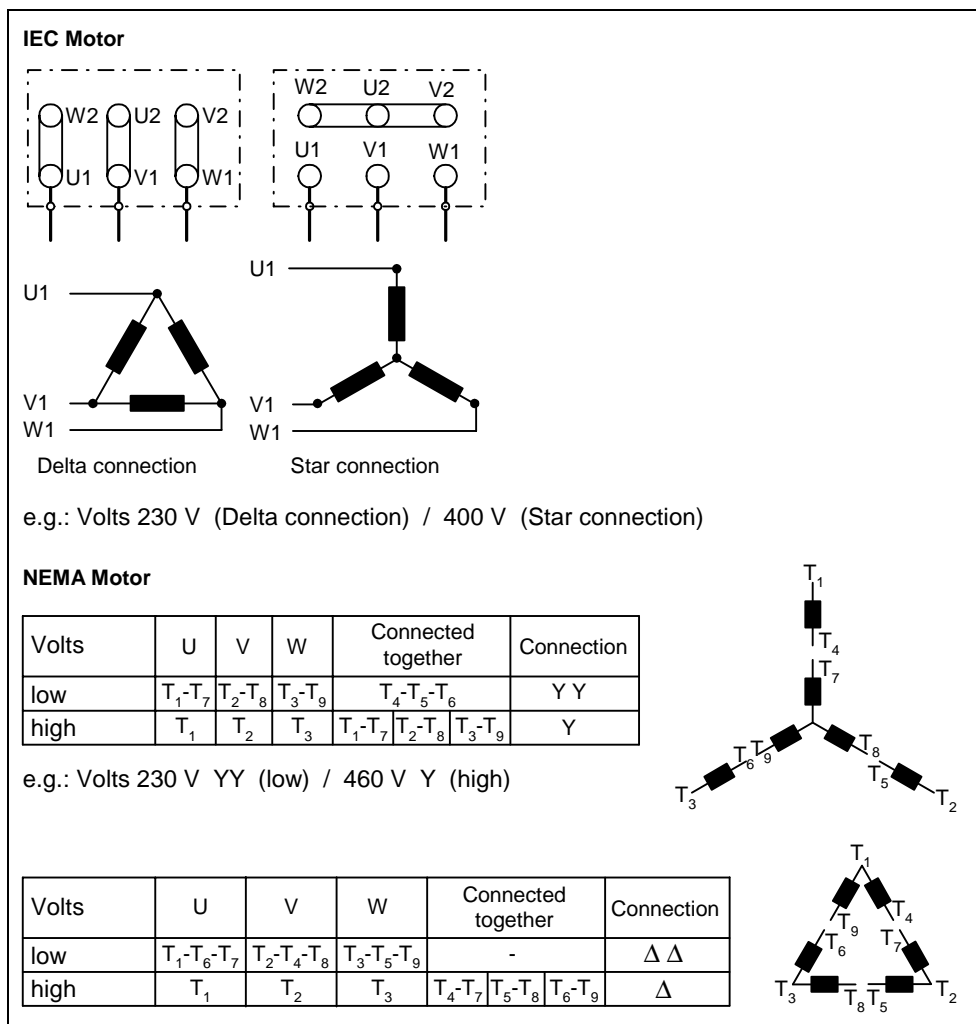 IEC Motor
W2 U2 V2
U1 V1 W1
W2 U2 V2
U1 V1 W1
U1
V1
W1
Delta connection
U1
V1
W1
Star connection
e.g.: Volts 230 V (Delta connection) / 400 V (Star connection)
NEMA Motor
Volts U V W Connected together Connection
low T1-T7 T2-T8 T3-T9 T4-T5-T6 Y Y
high T1 T2 T3 T1-T7 T2-T8 T3-T9 Y
e.g.: Volts 230 V YY (low) / 460 V Y (high)
T1
T4
T7
T6 T9 T8
T5
T3 T2
Volts U V W Connected together Connection
low T1-T6-T7 T2-T4-T8 T3-T5-T9 - Δ Δ
high T1 T2 T3 T4-T7 T5-T8 T6-T9 Δ
T1
T9 T4
T6 T7
T3 T8 T5 T2